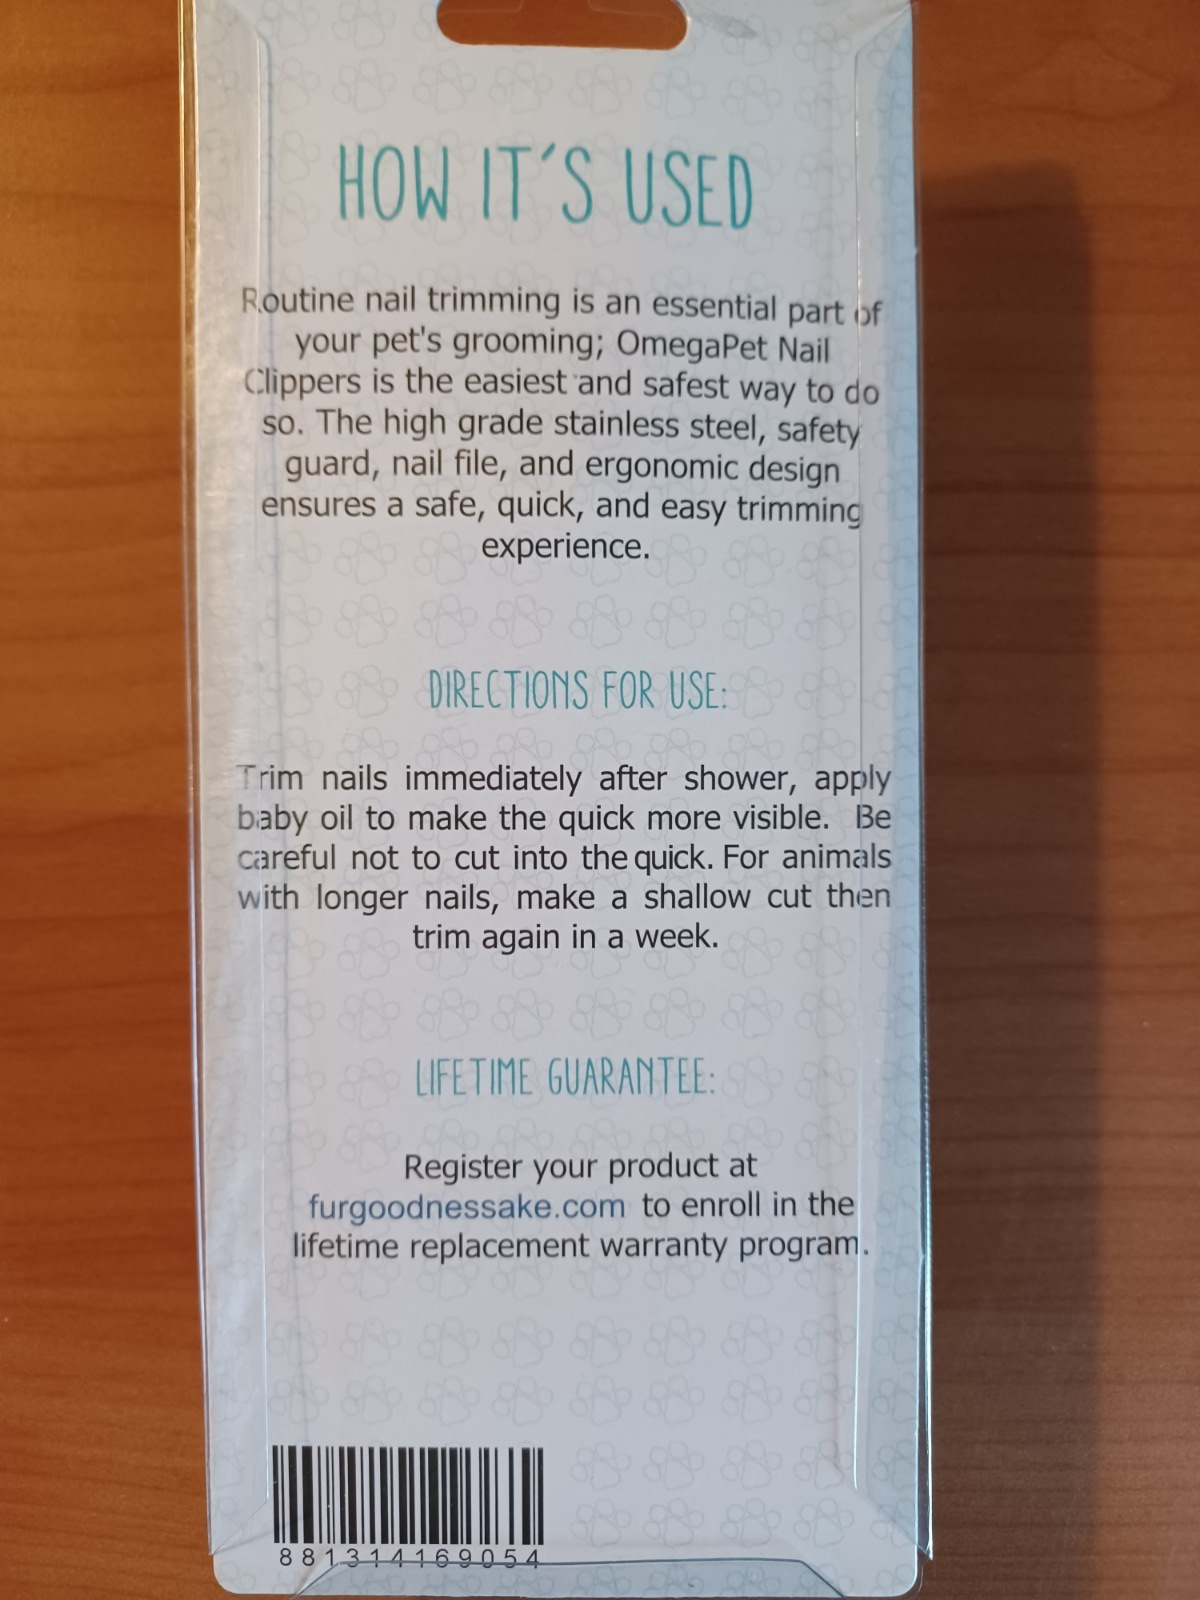 HOW IT´S USED
Routine nail trimming is an essential part of
your pet's grooming; OmegaPet Nail
Clippers is the easiest and safest way to do
so. The high grade stainless steel, safety
guard, nail file, and ergonomic design
ensures a safe, quick, and easy trimming
experience.
DIRECTIONS FOR USE:
Trim nails immediately after shower, apply
baby oil to make the quick more visible. Be
careful not to cut into the quick. For animals
with longer nails, make a shallow cut then
trim again in a week.
LIFETIME GUARANTEE:
Register your product at
furgoodnessake.com to enroll in the
lifetime replacement warranty program.
881314169054